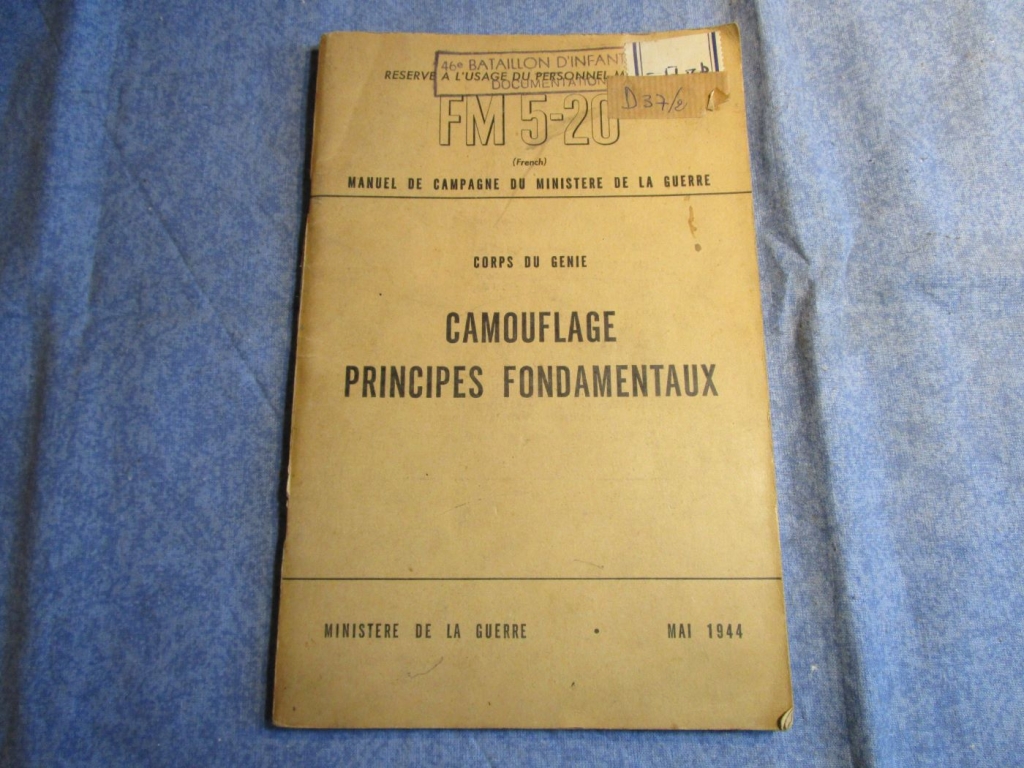 46e BATAILLON D'INFANT
RESERVE A L'USAGE DU PERSONNEL M
DOCUMENTATION
D 37/2
FM 5-20
(French)
MANUEL DE CAMPAGNE DU MINISTERE DE LA GUERRE
CORPS DU GENIE
CAMOUFLAGE
PRINCIPES FONDAMENTAUX
MINISTERE DE LA GUERRE • MAI 1944